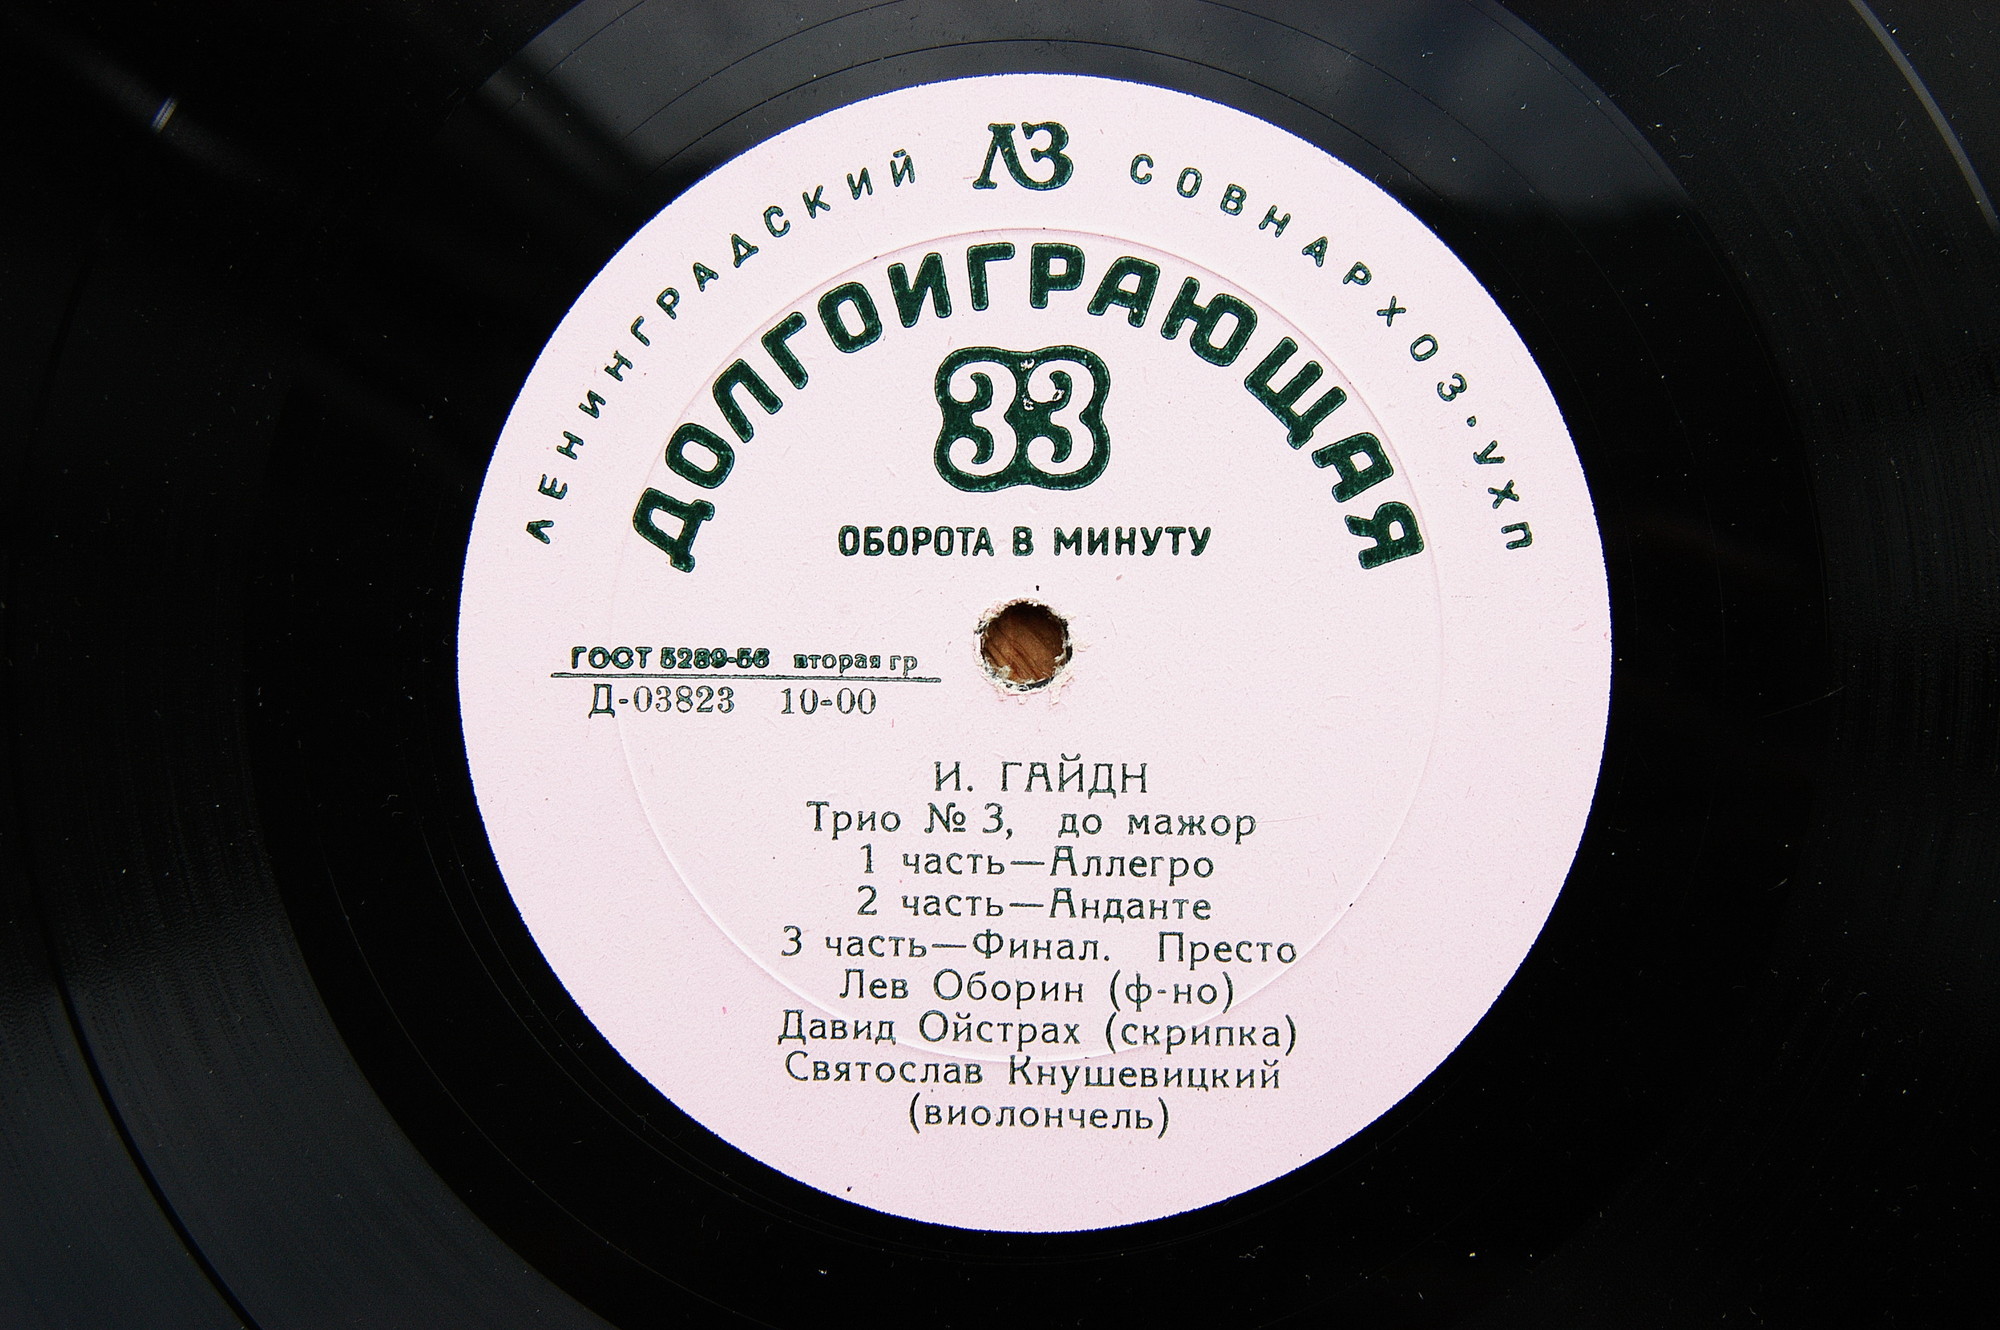 ЛЕНИНГРАДСКИЙ ЛЗ СОВНАРХОЗ·УХП
ДОЛГОИГРАЮЩАЯ
33
ОБОРОТА В МИНУТУ
ГОСТ 5289-56 вторая гр
Д-03823 10-00
И. ГАЙДН
Трио № 3, до мажор
1 часть—Аллегро
2 часть—Анданте
3 часть—Финал. Престо
Лев Оборин (ф-но)
Давид Ойстрах (скрипка)
Святослав Кнушевицкий
(виолончель)